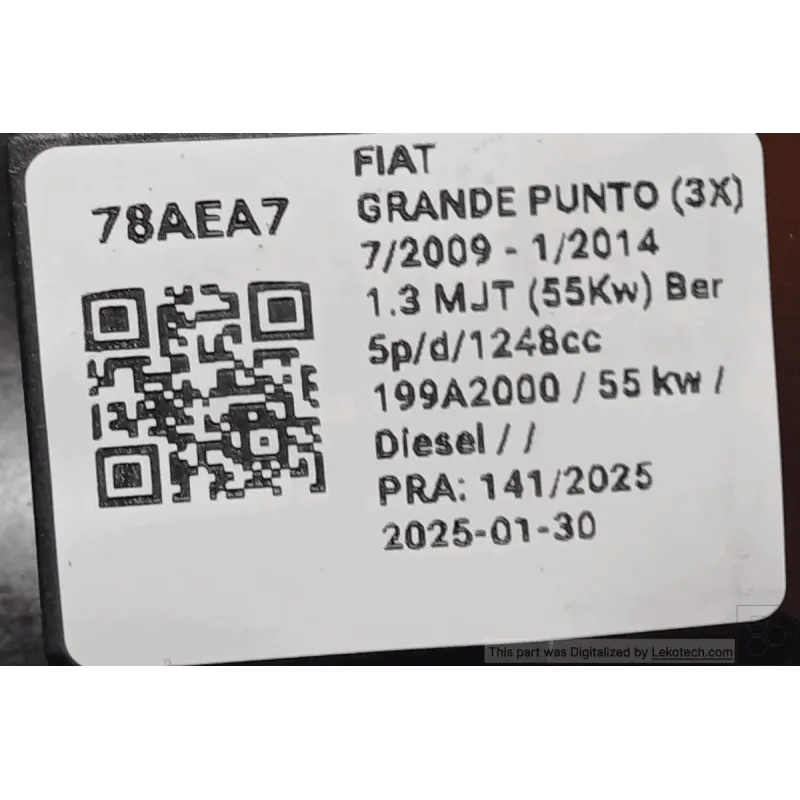 78AEA7
FIAT
GRANDE PUNTO (3X)
7/2009 - 1/2014
1.3 MJT (55Kw) Ber
5p/d/1248cc
199A2000 / 55 kw /
Diesel / /
PRA: 141/2025
2025-01-30
This part was Digitalized by Lekotech.com